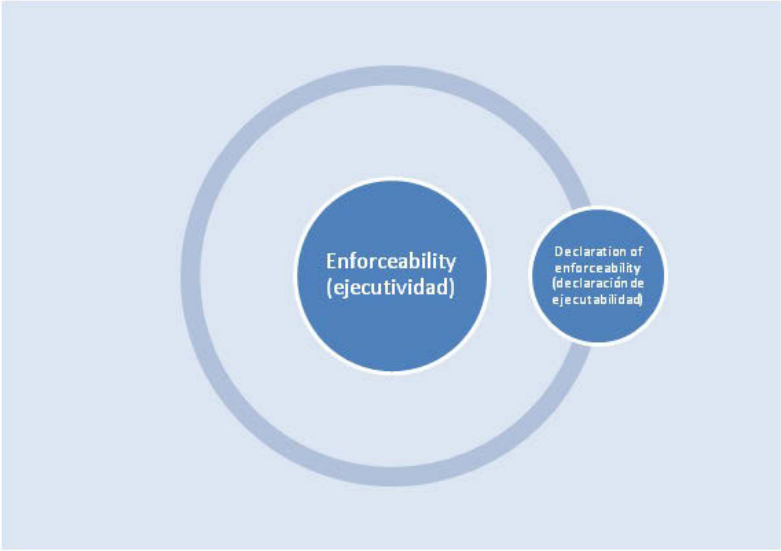 Enforceability
(ejecutividad)
Declaration of
enforceability
(declaración de
ejecutabilidad)